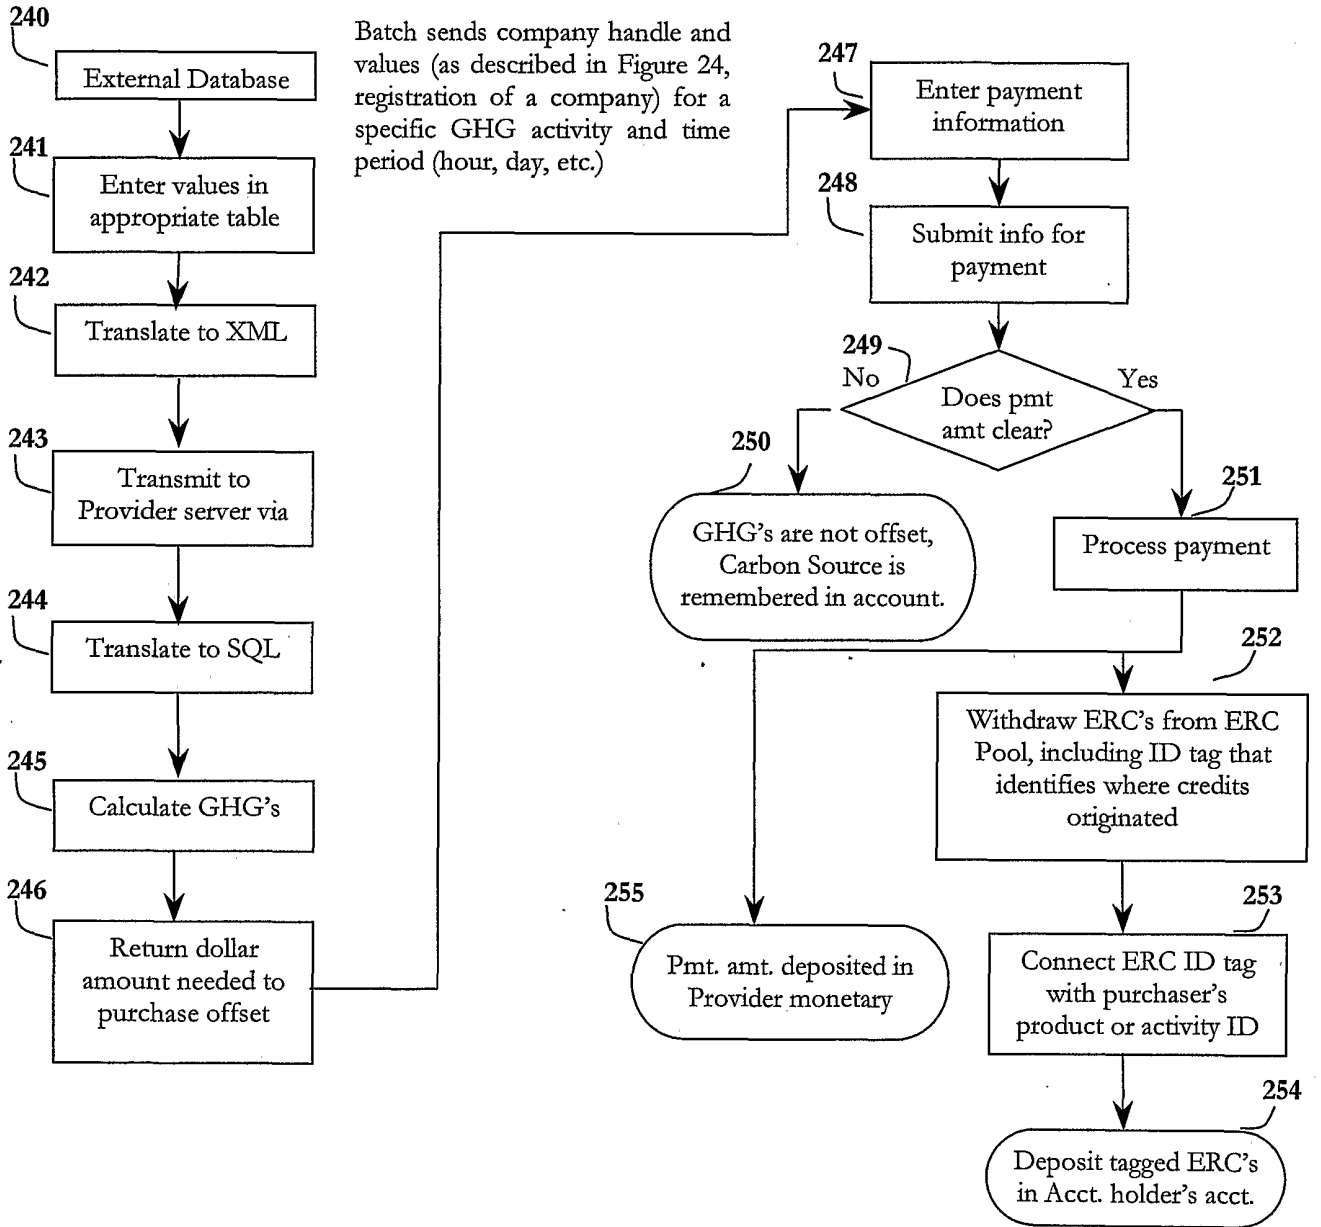 240
External Database
241
Enter values in
appropriate table
242
Translate to XML
243
Transmit to
Provider server via
244
Translate to SQL
245
Calculate GHG's
246
Return dollar
amount needed to
purchase offset
Batch sends company handle and
values (as described in Figure 24,
registration of a company) for a
specific GHG activity and time
period (hour, day, etc.)
247
Enter payment
information
248
Submit info for
payment
249
No
Yes
Does pmt
amt clear?
250
GHG's are not offset,
Carbon Source is
remembered in account.
251
Process payment
252
Withdraw ERC's from ERC
Pool, including ID tag that
identifies where credits
originated
255
Pmt. amt. deposited in
Provider monetary
253
Connect ERC ID tag
with purchaser's
product or activity ID
254
Deposit tagged ERC's
in Acct. holder's acct.